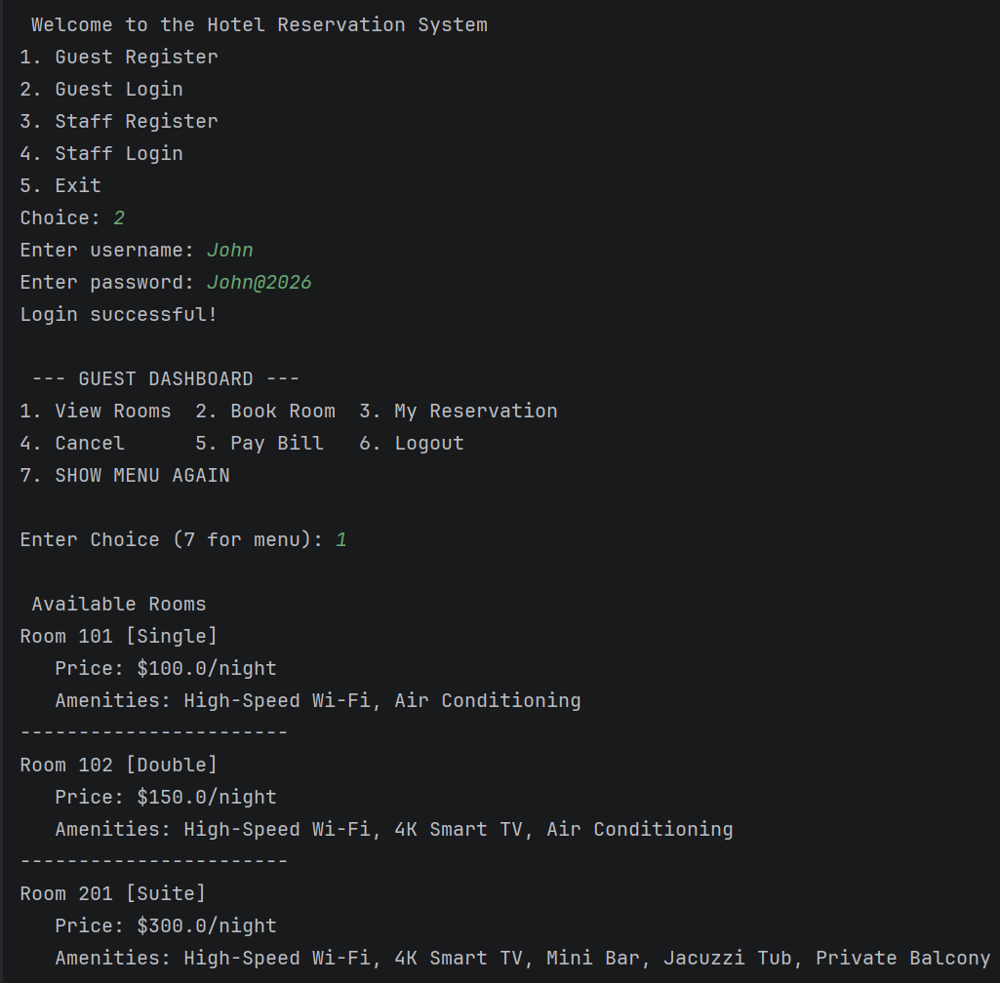 Welcome to the Hotel Reservation System
1. Guest Register
2. Guest Login
3. Staff Register
4. Staff Login
5. Exit
Choice: 2
Enter username: John
Enter password: John@2026
Login successful!
--- GUEST DASHBOARD ---
1. View Rooms  2. Book Room  3. My Reservation
4. Cancel      5. Pay Bill   6. Logout
7. SHOW MENU AGAIN
Enter Choice (7 for menu): 1
Available Rooms
Room 101 [Single]
Price: $100.0/night
Amenities: High-Speed Wi-Fi, Air Conditioning
-----------------------
Room 102 [Double]
Price: $150.0/night
Amenities: High-Speed Wi-Fi, 4K Smart TV, Air Conditioning
-----------------------
Room 201 [Suite]
Price: $300.0/night
Amenities: High-Speed Wi-Fi, 4K Smart TV, Mini Bar, Jacuzzi Tub, Private Balcony